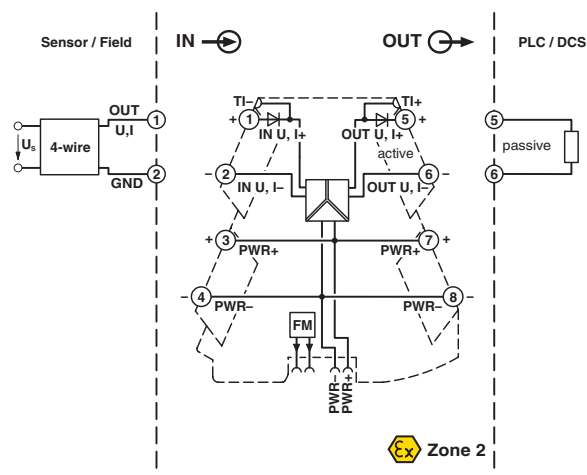 Sensor / Field
IN
OUT
PLC / DCS
TI–
TI+
OUT
1
U,I
1
+
IN U, I+
OUT U, I+
5
+
5
Us
4-wire
active
passive
2
GND
2
–
IN U, I–
OUT U, I–
6
–
6
+
3
PWR+
7
+
PWR+
–
4
PWR–
8
–
PWR–
FM
PWR–
PWR+
Ex
Zone 2